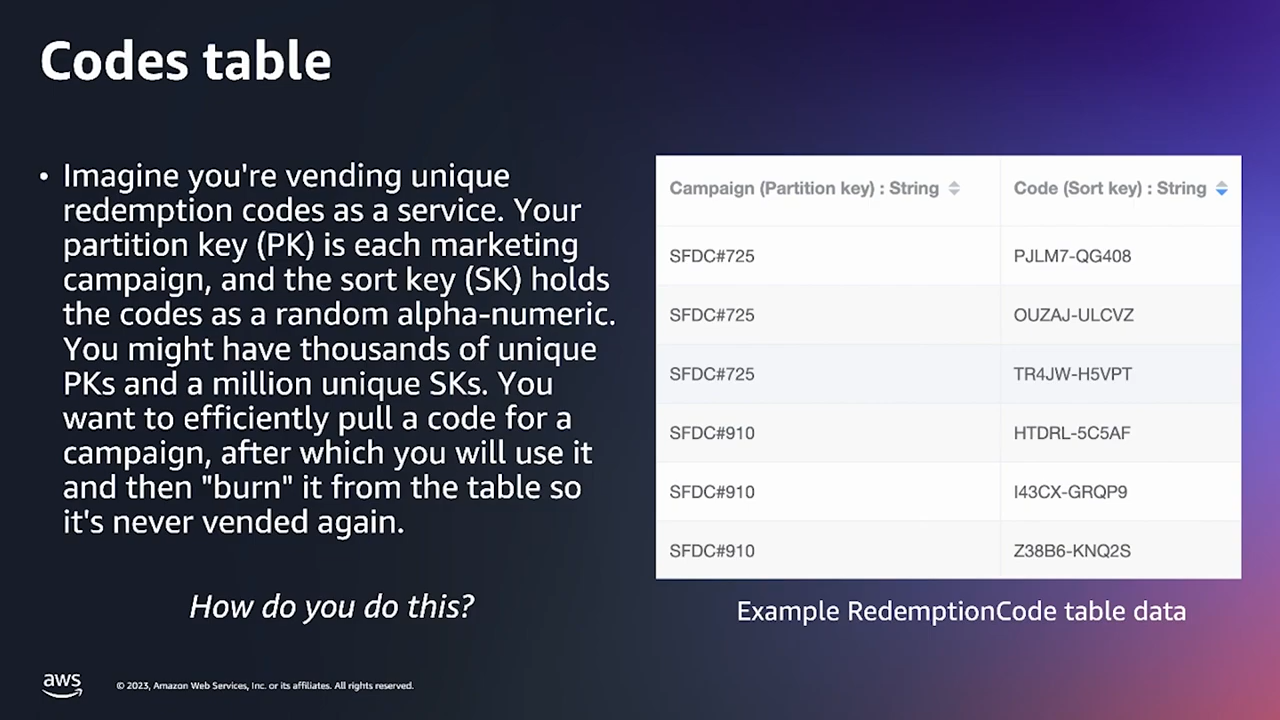 Codes table
• Imagine you're vending unique
redemption codes as a service. Your
partition key (PK) is each marketing
campaign, and the sort key (SK) holds
the codes as a random alpha-numeric.
You might have thousands of unique
PKs and a million unique SKs. You
want to efficiently pull a code for a
campaign, after which you will use it
and then "burn" it from the table so
it's never vended again.
How do you do this?
Campaign (Partition key) : String Code (Sort key) : String
SFDC#725 PJLM7-QG408
SFDC#725 OUZAJ-ULCVZ
SFDC#725 TR4JW-H5VPT
SFDC#910 HTDRL-5C5AF
SFDC#910 I43CX-GRQP9
SFDC#910 Z38B6-KNQ2S
Example RedemptionCode table data
aws
© 2023, Amazon Web Services, Inc. or its affiliates. All rights reserved.